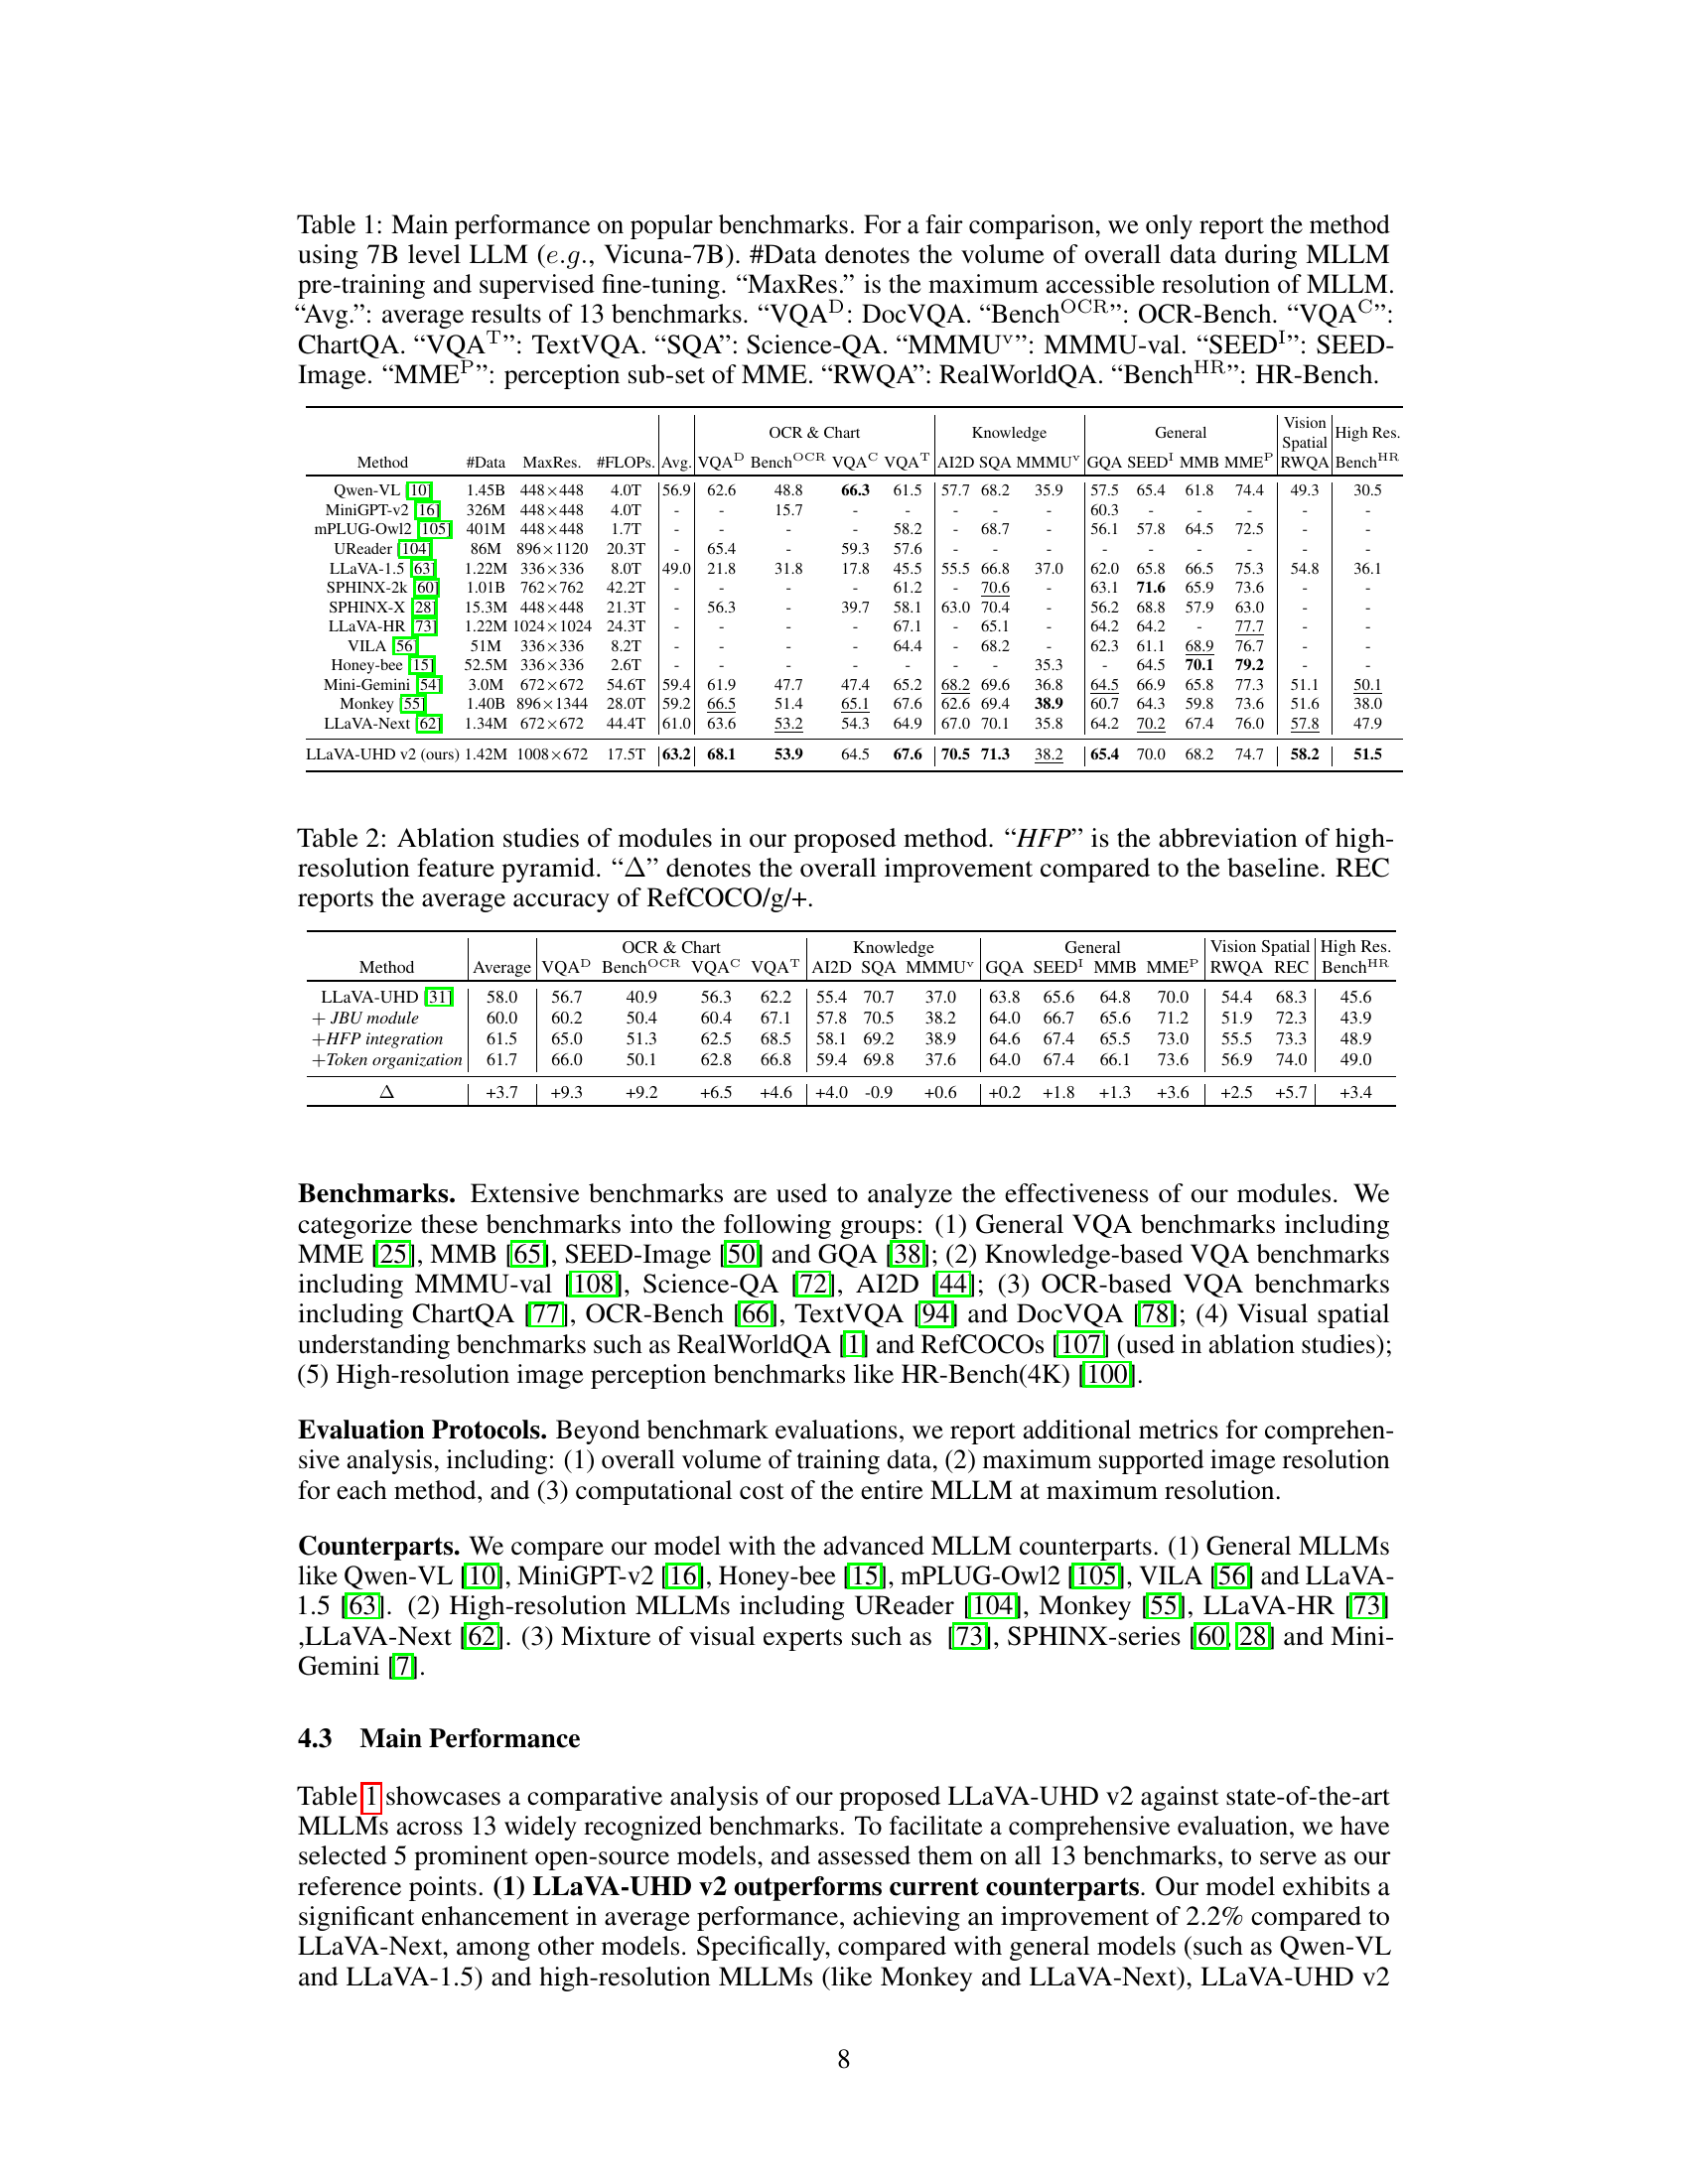 Table 1: Main performance on popular benchmarks. For a fair comparison, we only report the method
using 7B level LLM (e.g., Vicuna-7B). #Data denotes the volume of overall data during MLLM
pre-training and supervised fine-tuning. “MaxRes.” is the maximum accessible resolution of MLLM.
“Avg.”: average results of 13 benchmarks. “VQA^D: DocVQA. “Bench^OCR”: OCR-Bench. “VQA^C”:
ChartQA. “VQA^T”: TextVQA. “SQA”: Science-QA. “MMMU^v”: MMMU-val. “SEED^I”: SEED-
Image. “MME^P”: perception sub-set of MME. “RWQA”: RealWorldQA. “Bench^HR”: HR-Bench.
OCR & Chart Knowledge General Vision Spatial High Res.
Method #Data MaxRes. #FLOPs. Avg. VQA^D Bench^OCR VQA^C VQA^T AI2D SQA MMMU^v GQA SEED^I MMB MME^P RWQA Bench^HR
Qwen-VL [10] 1.45B 448×448 4.0T 56.9 62.6 48.8 66.3 61.5 57.7 68.2 35.9 57.5 65.4 61.8 74.4 49.3 30.5
MiniGPT-v2 [16] 326M 448×448 4.0T - - 15.7 - - - - - 60.3 - - - - -
mPLUG-Owl2 [105] 401M 448×448 1.7T - - - - 58.2 - 68.7 - 56.1 57.8 64.5 72.5 - -
UReader [104] 86M 896×1120 20.3T - 65.4 - 59.3 57.6 - - - - - - - - -
LLaVA-1.5 [63] 1.22M 336×336 8.0T 49.0 21.8 31.8 17.8 45.5 55.5 66.8 37.0 62.0 65.8 66.5 75.3 54.8 36.1
SPHINX-2k [60] 1.01B 762×762 42.2T - - - - 61.2 - 70.6 - 63.1 71.6 65.9 73.6 - -
SPHINX-X [28] 15.3M 448×448 21.3T - 56.3 - 39.7 58.1 63.0 70.4 - 56.2 68.8 57.9 63.0 - -
LLaVA-HR [73] 1.22M 1024×1024 24.3T - - - - 67.1 - 65.1 - 64.2 64.2 - 77.7 - -
VILA [56] 51M 336×336 8.2T - - - - 64.4 - 68.2 - 62.3 61.1 68.9 76.7 - -
Honey-bee [15] 52.5M 336×336 2.6T - - - - - - - 35.3 - 64.5 70.1 79.2 - -
Mini-Gemini [54] 3.0M 672×672 54.6T 59.4 61.9 47.7 47.4 65.2 68.2 69.6 36.8 64.5 66.9 65.8 77.3 51.1 50.1
Monkey [55] 1.40B 896×1344 28.0T 59.2 66.5 51.4 65.1 67.6 62.6 69.4 38.9 60.7 64.3 59.8 73.6 51.6 38.0
LLaVA-Next [62] 1.34M 672×672 44.4T 61.0 63.6 53.2 54.3 64.9 67.0 70.1 35.8 64.2 70.2 67.4 76.0 57.8 47.9
LLaVA-UHD v2 (ours) 1.42M 1008×672 17.5T 63.2 68.1 53.9 64.5 67.6 70.5 71.3 38.2 65.4 70.0 68.2 74.7 58.2 51.5
Table 2: Ablation studies of modules in our proposed method. “HFP” is the abbreviation of high-
resolution feature pyramid. “Δ” denotes the overall improvement compared to the baseline. REC
reports the average accuracy of RefCOCO/g/+.
OCR & Chart Knowledge General Vision Spatial High Res.
Method Average VQA^D Bench^OCR VQA^C VQA^T AI2D SQA MMMU^v GQA SEED^I MMB MME^P RWQA REC Bench^HR
LLaVA-UHD [31] 58.0 56.7 40.9 56.3 62.2 55.4 70.7 37.0 63.8 65.6 64.8 70.0 54.4 68.3 45.6
+ JBU module 60.0 60.2 50.4 60.4 67.1 57.8 70.5 38.2 64.0 66.7 65.6 71.2 51.9 72.3 43.9
+HFP integration 61.5 65.0 51.3 62.5 68.5 58.1 69.2 38.9 64.6 67.4 65.5 73.0 55.5 73.3 48.9
+Token organization 61.7 66.0 50.1 62.8 66.8 59.4 69.8 37.6 64.0 67.4 66.1 73.6 56.9 74.0 49.0
Δ +3.7 +9.3 +9.2 +6.5 +4.6 +4.0 -0.9 +0.6 +0.2 +1.8 +1.3 +3.6 +2.5 +5.7 +3.4
Benchmarks. Extensive benchmarks are used to analyze the effectiveness of our modules. We
categorize these benchmarks into the following groups: (1) General VQA benchmarks including
MME [25], MMB [65], SEED-Image [50] and GQA [38]; (2) Knowledge-based VQA benchmarks
including MMMU-val [108], Science-QA [72], AI2D [44]; (3) OCR-based VQA benchmarks
including ChartQA [77], OCR-Bench [66], TextVQA [94] and DocVQA [78]; (4) Visual spatial
understanding benchmarks such as RealWorldQA [1] and RefCOCOs [107] (used in ablation studies);
(5) High-resolution image perception benchmarks like HR-Bench(4K) [100].
Evaluation Protocols. Beyond benchmark evaluations, we report additional metrics for comprehen-
sive analysis, including: (1) overall volume of training data, (2) maximum supported image resolution
for each method, and (3) computational cost of the entire MLLM at maximum resolution.
Counterparts. We compare our model with the advanced MLLM counterparts. (1) General MLLMs
like Qwen-VL [10], MiniGPT-v2 [16], Honey-bee [15], mPLUG-Owl2 [105], VILA [56] and LLaVA-
1.5 [63]. (2) High-resolution MLLMs including UReader [104], Monkey [55], LLaVA-HR [73]
,LLaVA-Next [62]. (3) Mixture of visual experts such as [73], SPHINX-series [60, 28] and Mini-
Gemini [7].
4.3 Main Performance
Table 1 showcases a comparative analysis of our proposed LLaVA-UHD v2 against state-of-the-art
MLLMs across 13 widely recognized benchmarks. To facilitate a comprehensive evaluation, we have
selected 5 prominent open-source models, and assessed them on all 13 benchmarks, to serve as our
reference points. (1) LLaVA-UHD v2 outperforms current counterparts. Our model exhibits a
significant enhancement in average performance, achieving an improvement of 2.2% compared to
LLaVA-Next, among other models. Specifically, compared with general models (such as Qwen-VL
and LLaVA-1.5) and high-resolution MLLMs (like Monkey and LLaVA-Next), LLaVA-UHD v2
8